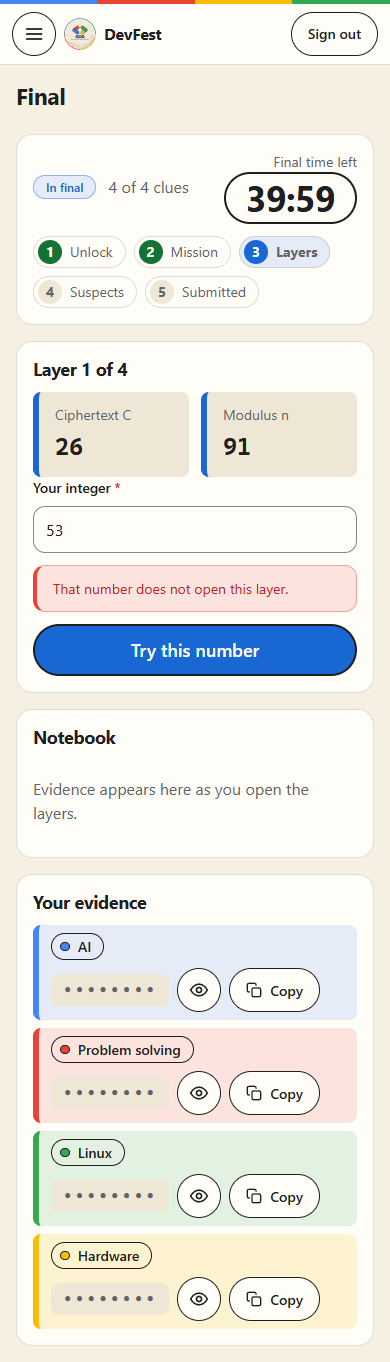 DevFest
Sign out
Final
In final
4 of 4 clues
Final time left
39:59
1 Unlock
2 Mission
3 Layers
4 Suspects
5 Submitted
Layer 1 of 4
Ciphertext C
26
Modulus n
91
Your integer *
53
That number does not open this layer.
Try this number
Notebook
Evidence appears here as you open the
layers.
Your evidence
AI
••••••••
Copy
Problem solving
••••••••
Copy
Linux
••••••••
Copy
Hardware
••••••••
Copy